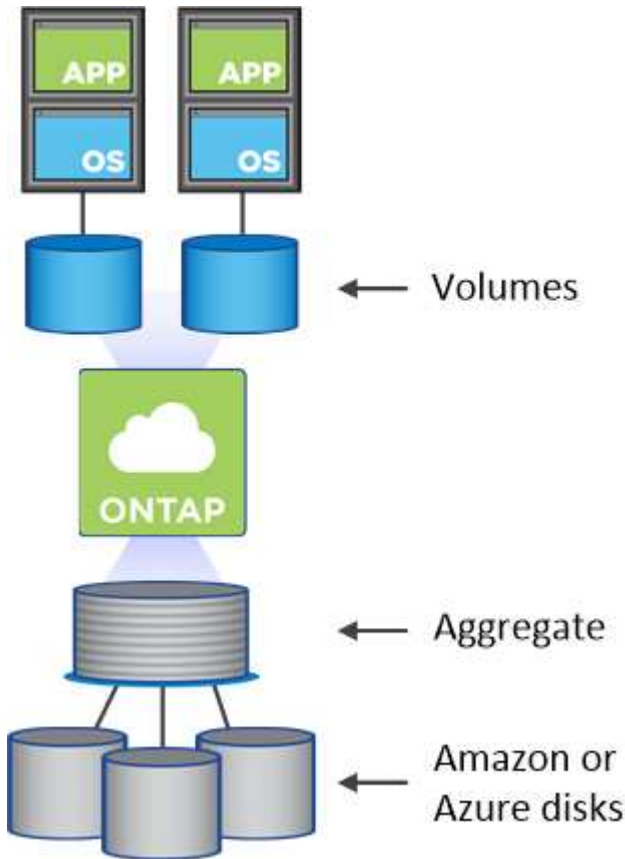 APP
APP
OS
OS
Volumes
ONTAP
Aggregate
Amazon or
Azure disks